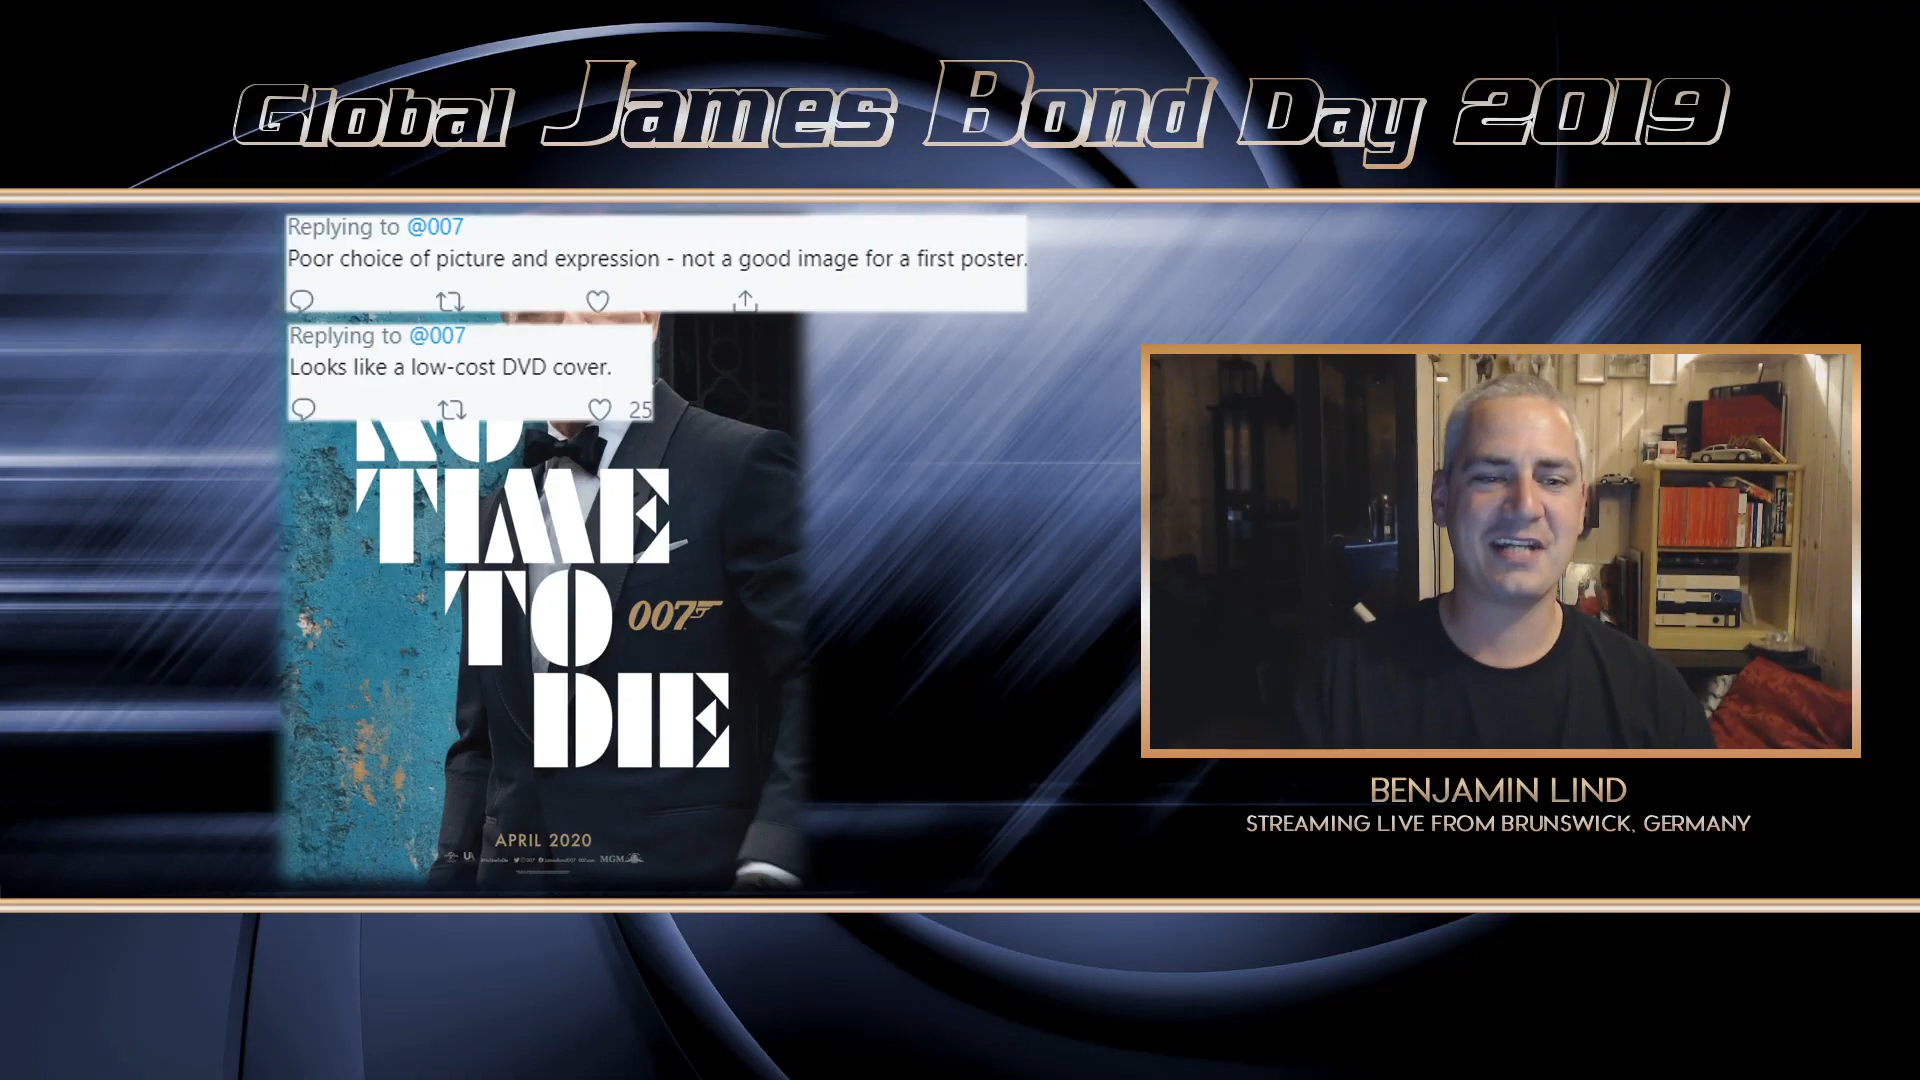 Global James Bond Day 2019
Replying to @007
Poor choice of picture and expression - not a good image for a first poster.
Replying to @007
Looks like a low-cost DVD cover.
25
NO
TIME
TO
007
DIE
APRIL 2020
MGM
BENJAMIN LIND
STREAMING LIVE FROM BRUNSWICK, GERMANY